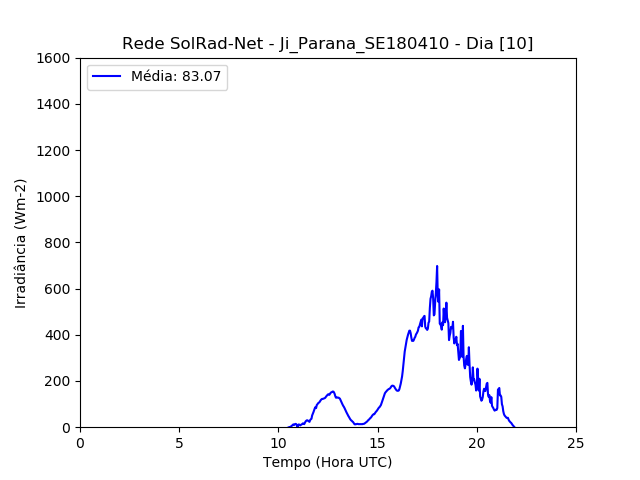 Rede SolRad-Net - Ji_Parana_SE180410 - Dia [10]
Média: 83.07
1600
1400
1200
1000
800
600
400
200
0
Irradiância (Wm-2)
0 5 10 15 20 25
Tempo (Hora UTC)